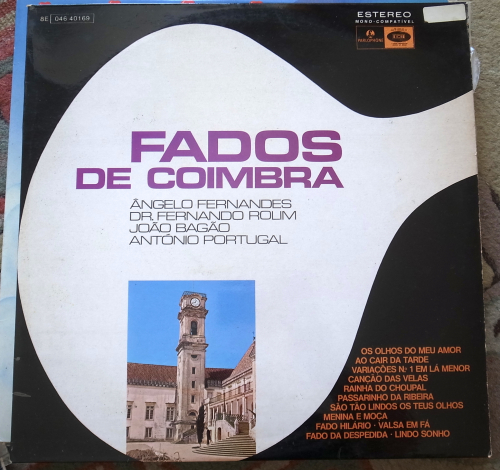 8E 046 40169
ESTEREO
MONO-COMPATÍVEL
PARLOPHONE
EMI
FADOS
DE COIMBRA
ÂNGELO FERNANDES
DR. FERNANDO ROLIM
JOÃO BAGÃO
ANTÓNIO PORTUGAL
OS OLHOS DO MEU AMOR
AO CAIR DA TARDE
VARIAÇÕES N.º 1 EM LÁ MENOR
CANÇÃO DAS VELAS
RAINHA DO CHOUPAL
PASSARINHO DA RIBEIRA
SÃO TÃO LINDOS OS TEUS OLHOS
MENINA E MOÇA
FADO HILÁRIO · VALSA EM FÁ
FADO DA DESPEDIDA · LINDO SONHO